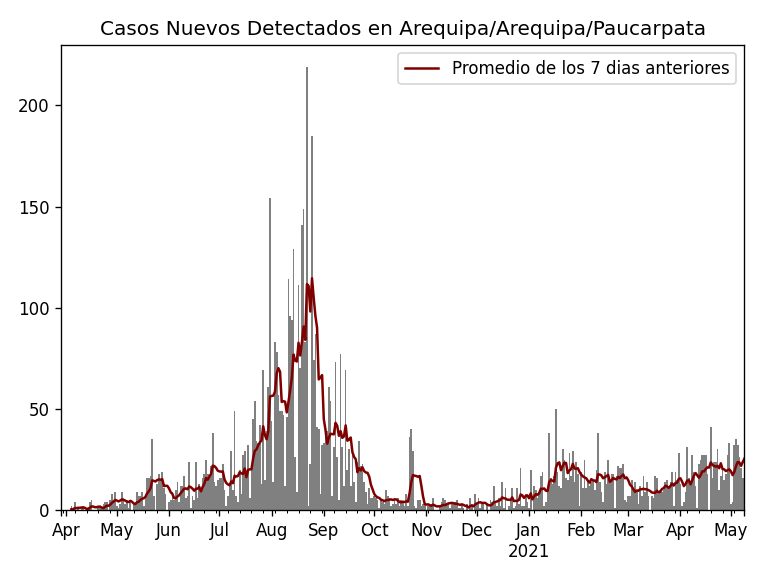 Casos Nuevos Detectados en Arequipa/Arequipa/Paucarpata
Promedio de los 7 dias anteriores
200
150
100
50
0
Apr May Jun Jul Aug Sep Oct Nov Dec Jan Feb Mar Apr May
2021